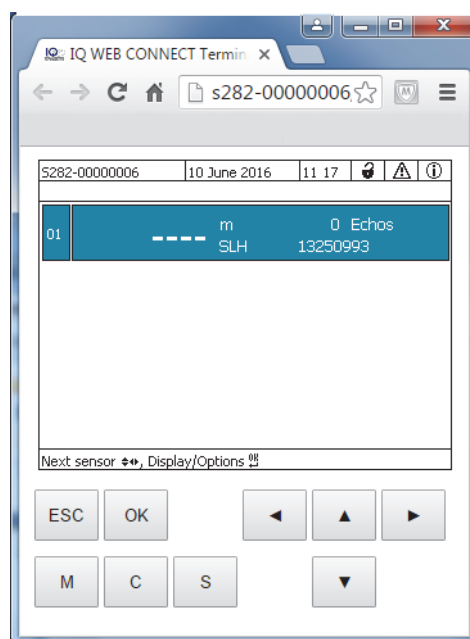 IQ WEB CONNECT Termin
s282-00000006
S282-00000006 10 June 2016 11 17
01 ---- m 0 Echos
SLH 13250993
Next sensor, Display/Options
ESC OK
M C S